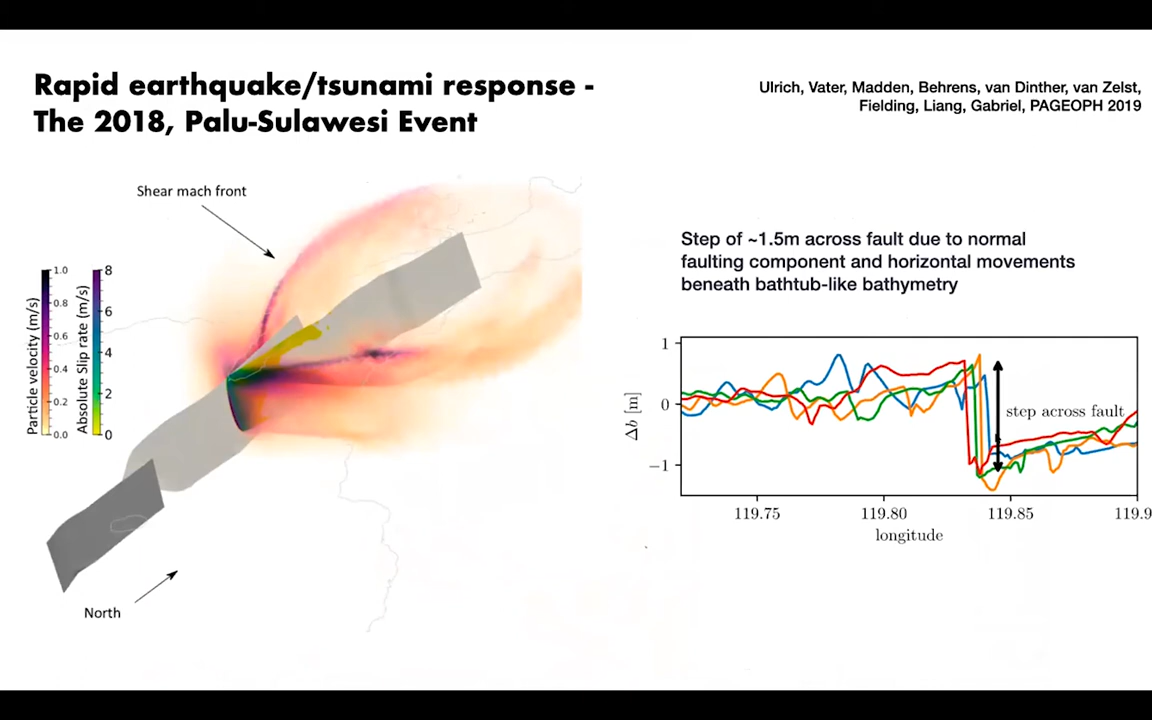 Rapid earthquake/tsunami response -
The 2018, Palu-Sulawesi Event
Ulrich, Vater, Madden, Behrens, van Dinther, van Zelst,
Fielding, Liang, Gabriel, PAGEOPH 2019
Shear mach front
Particle velocity (m/s)
1.0
0.8
0.6
0.4
0.2
0.0
Absolute Slip rate (m/s)
8
6
4
2
0
North
Step of ~1.5m across fault due to normal
faulting component and horizontal movements
beneath bathtub-like bathymetry
Δb [m]
1
0
−1
step across fault
119.75 119.80 119.85 119.9
longitude